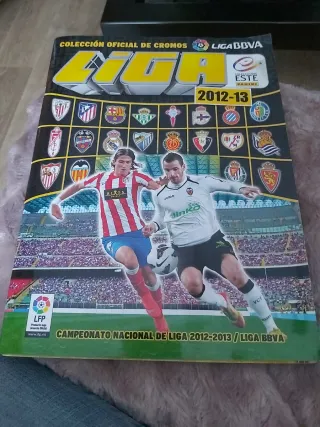 COLECCIÓN OFICIAL DE CROMOS LIGA BBVA
LIGA
ESTE
PANINI
2012-13
LFP
CAMPEONATO NACIONAL DE LIGA 2012-2013 / LIGA BBVA